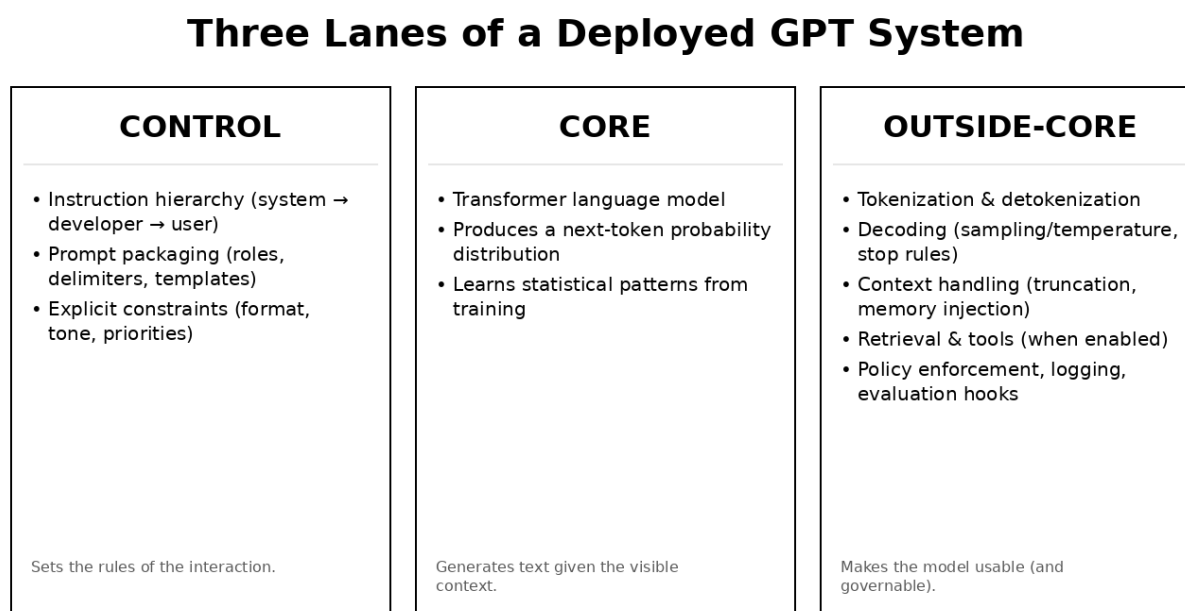 Three Lanes of a Deployed GPT System
CONTROL
• Instruction hierarchy (system →
developer → user)
• Prompt packaging (roles,
delimiters, templates)
• Explicit constraints (format,
tone, priorities)
Sets the rules of the interaction.
CORE
• Transformer language model
• Produces a next-token probability
distribution
• Learns statistical patterns from
training
Generates text given the visible
context.
OUTSIDE-CORE
• Tokenization & detokenization
• Decoding (sampling/temperature,
stop rules)
• Context handling (truncation,
memory injection)
• Retrieval & tools (when enabled)
• Policy enforcement, logging,
evaluation hooks
Makes the model usable (and
governable).